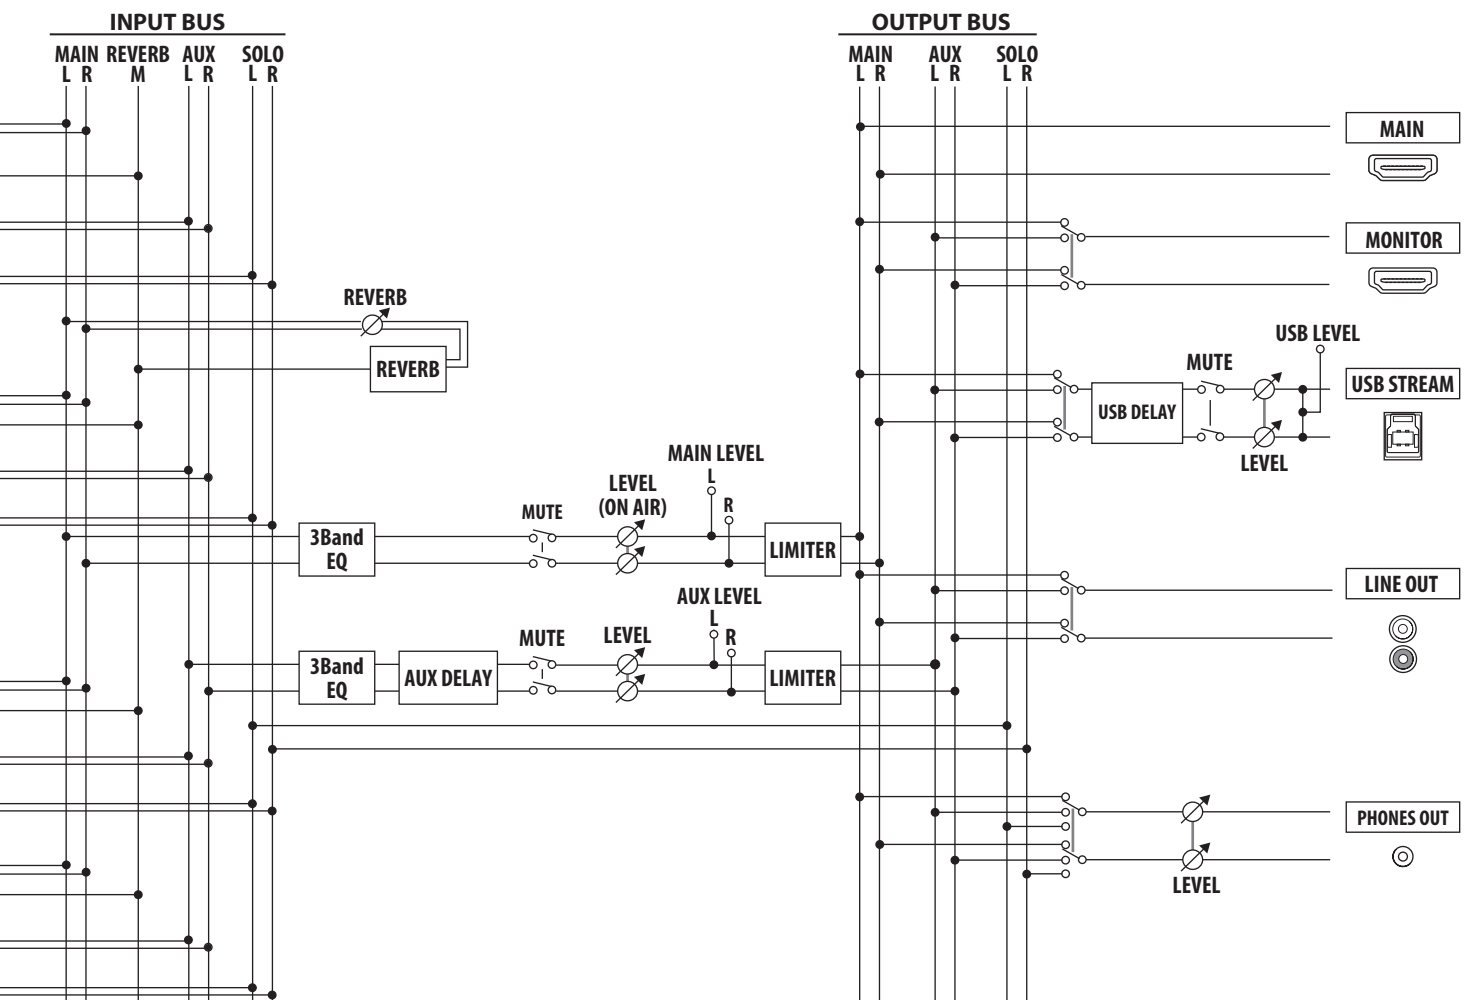 INPUT BUS
OUTPUT BUS
MAIN REVERB AUX SOLO
L R M L R L R
MAIN AUX SOLO
L R L R L R
MAIN
MONITOR
REVERB
REVERB
USB LEVEL
MUTE
USB STREAM
USB DELAY
LEVEL
MAIN LEVEL
L
R
LEVEL
(ON AIR)
MUTE
3Band
EQ
LIMITER
LINE OUT
AUX LEVEL
L
R
MUTE
LEVEL
3Band
EQ
AUX DELAY
LIMITER
PHONES OUT
LEVEL